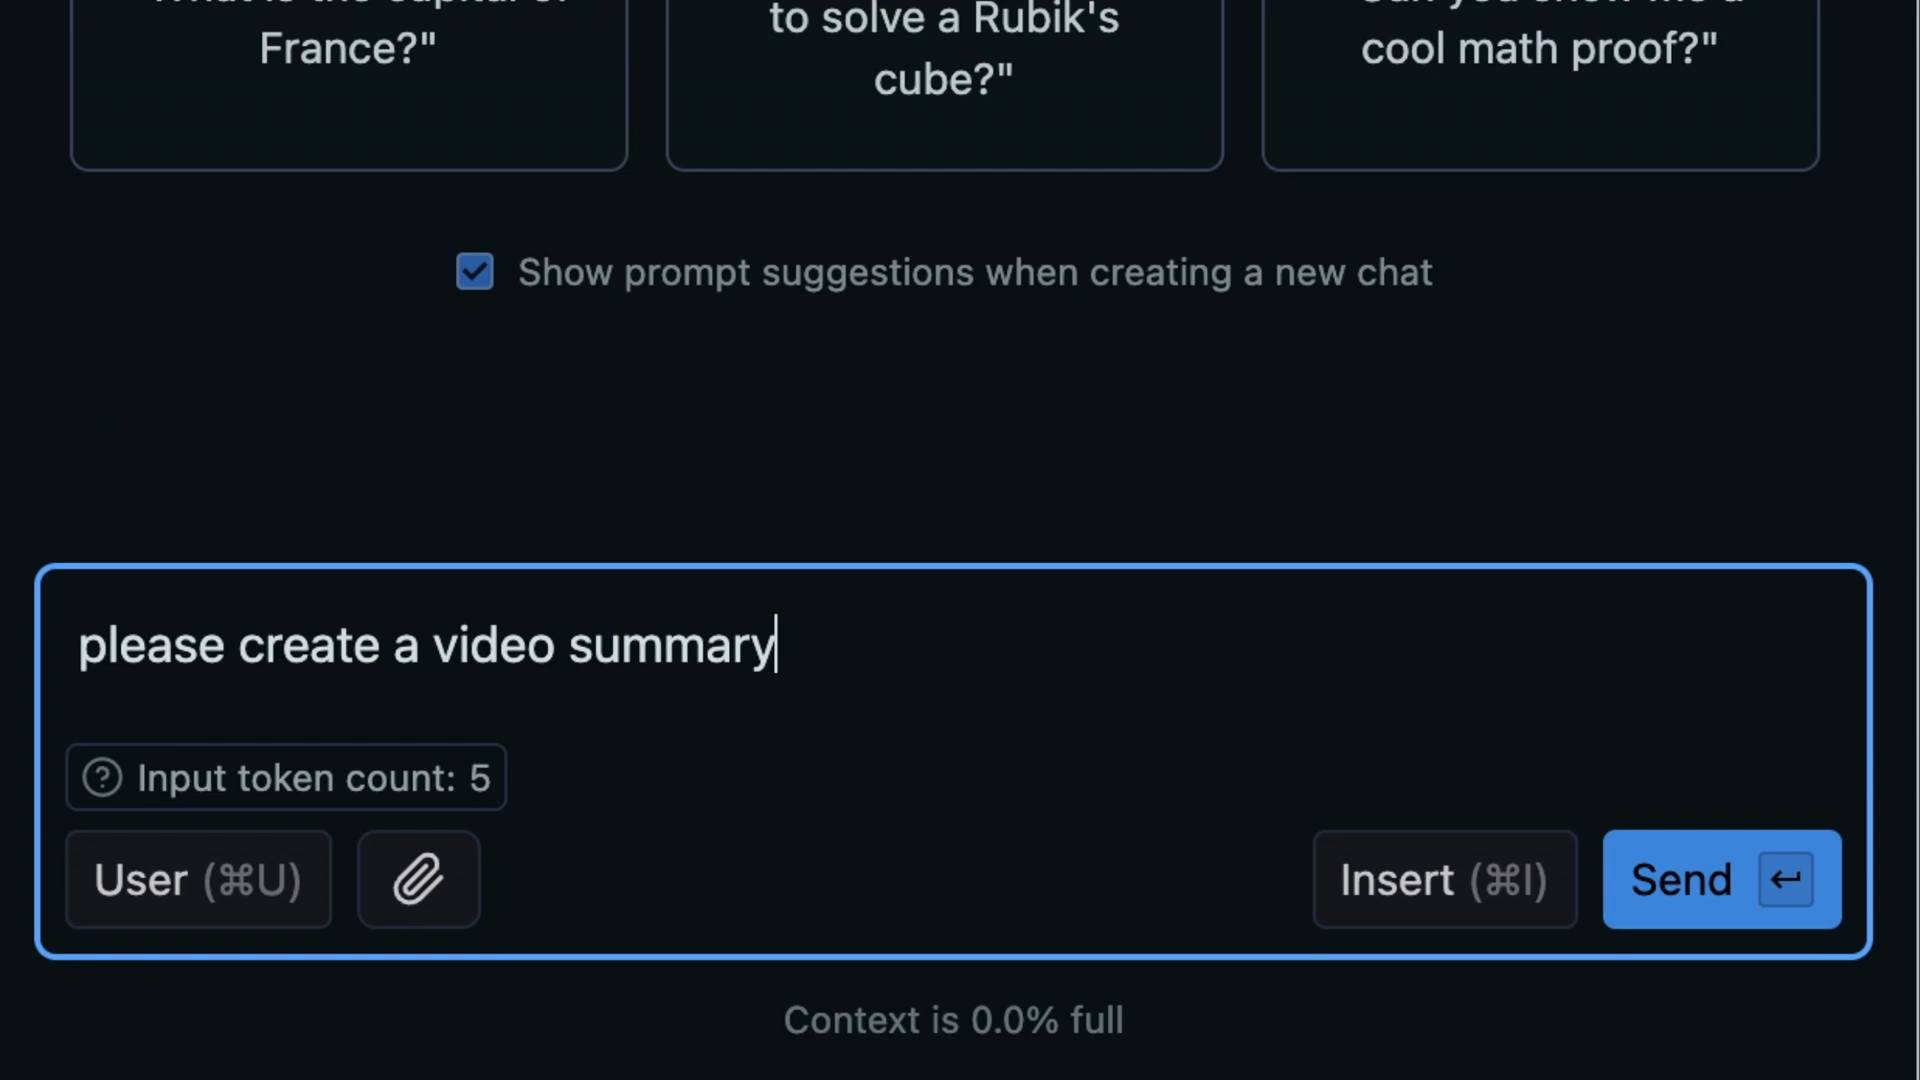 France?"
to solve a Rubik's
cube?"
cool math proof?"
Show prompt suggestions when creating a new chat
please create a video summary
Input token count: 5
User (⌘U)
Insert (⌘I)
Send
Context is 0.0% full